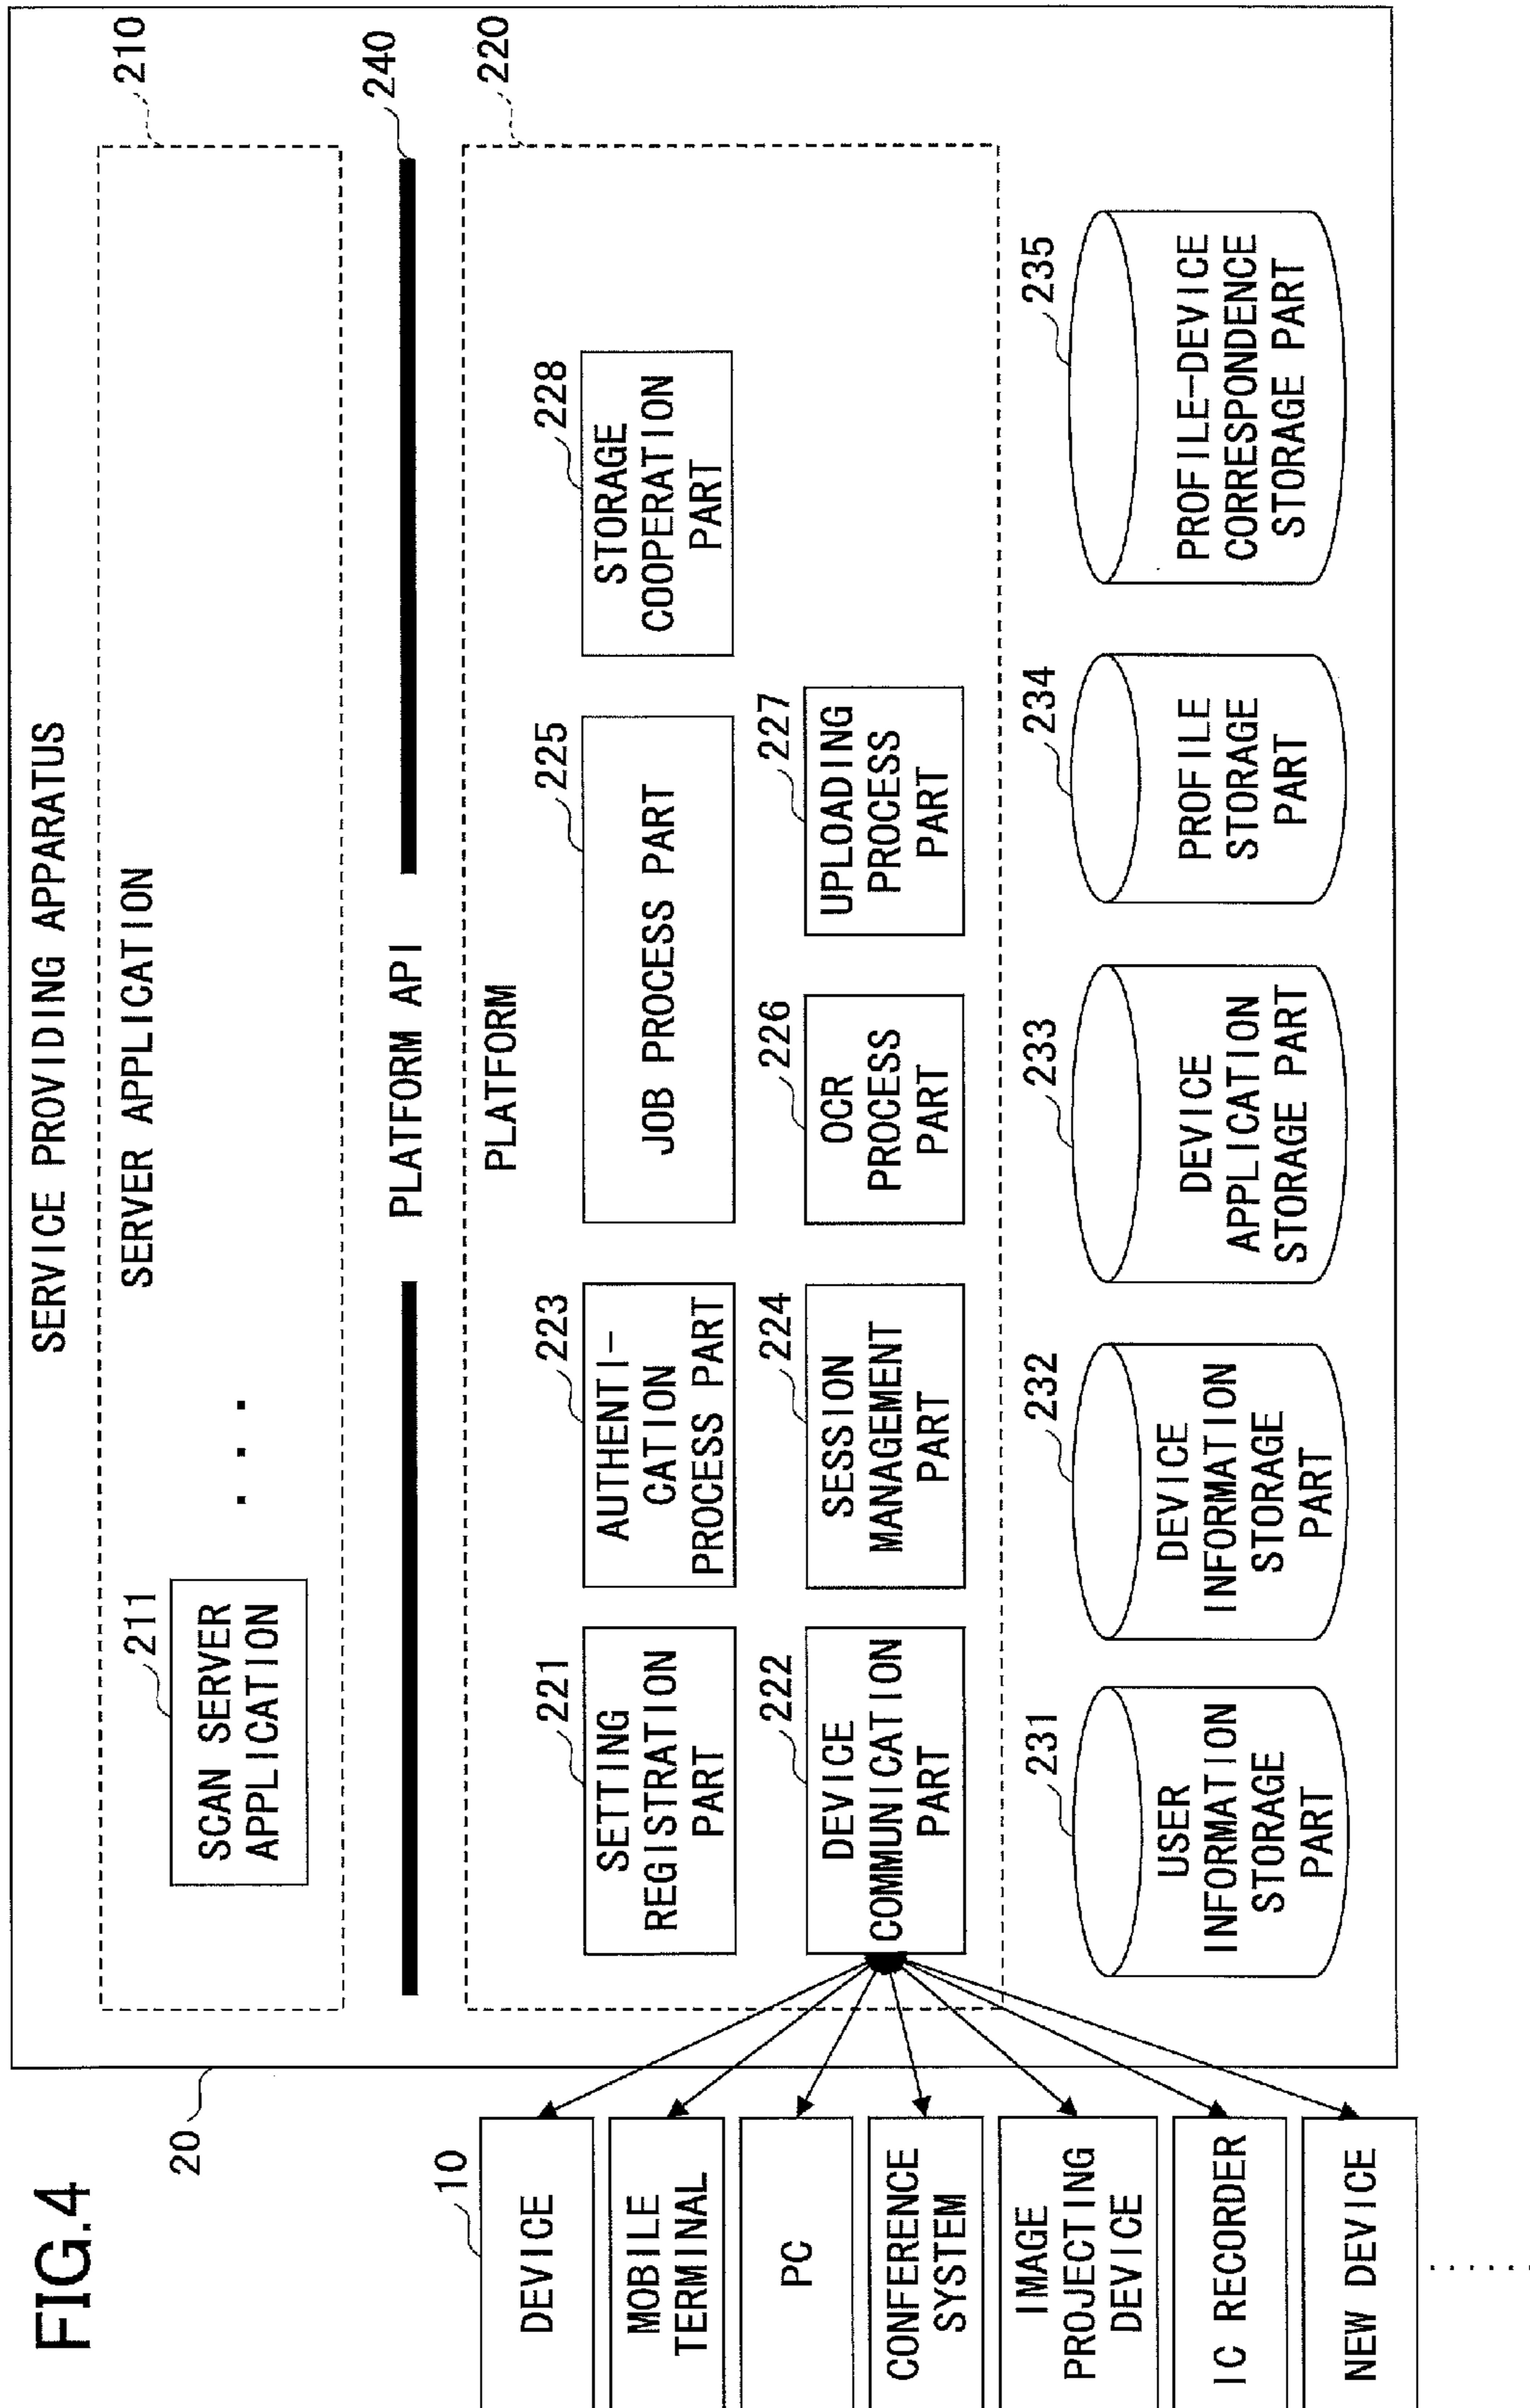 FIG.4
SERVICE PROVIDING APPARATUS
20
SERVER APPLICATION
210
211
SCAN SERVER
APPLICATION
. . .
PLATFORM API
240
PLATFORM
220
221
SETTING
REGISTRATION
PART
223
AUTHENTI-
CATION
PROCESS PART
225
JOB PROCESS PART
228
STORAGE
COOPERATION
PART
222
DEVICE
COMMUNICATION
PART
224
SESSION
MANAGEMENT
PART
226
OCR
PROCESS
PART
227
UPLOADING
PROCESS
PART
231
USER
INFORMATION
STORAGE
PART
232
DEVICE
INFORMATION
STORAGE
PART
233
DEVICE
APPLICATION
STORAGE PART
234
PROFILE
STORAGE
PART
235
PROFILE-DEVICE
CORRESPONDENCE
STORAGE PART
10
DEVICE
MOBILE
TERMINAL
PC
CONFERENCE
SYSTEM
IMAGE
PROJECTING
DEVICE
IC RECORDER
NEW DEVICE
......